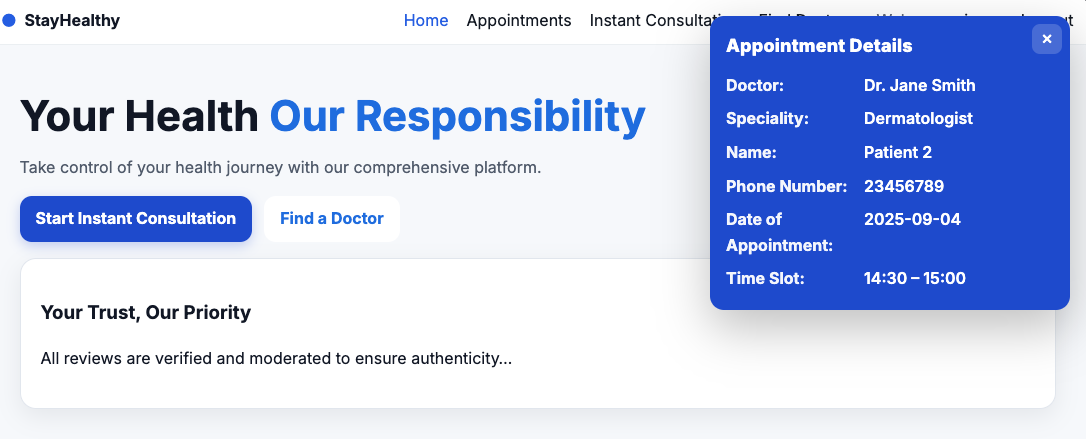 StayHealthy
Home Appointments Instant
Appointment Details ×
Doctor: Dr. Jane Smith
Speciality: Dermatologist
Name: Patient 2
Phone Number: 23456789
Date of 2025-09-04
Appointment:
Time Slot: 14:30 – 15:00
Your Health Our Responsibility
Take control of your health journey with our comprehensive platform.
Start Instant Consultation Find a Doctor
Your Trust, Our Priority
All reviews are verified and moderated to ensure authenticity...